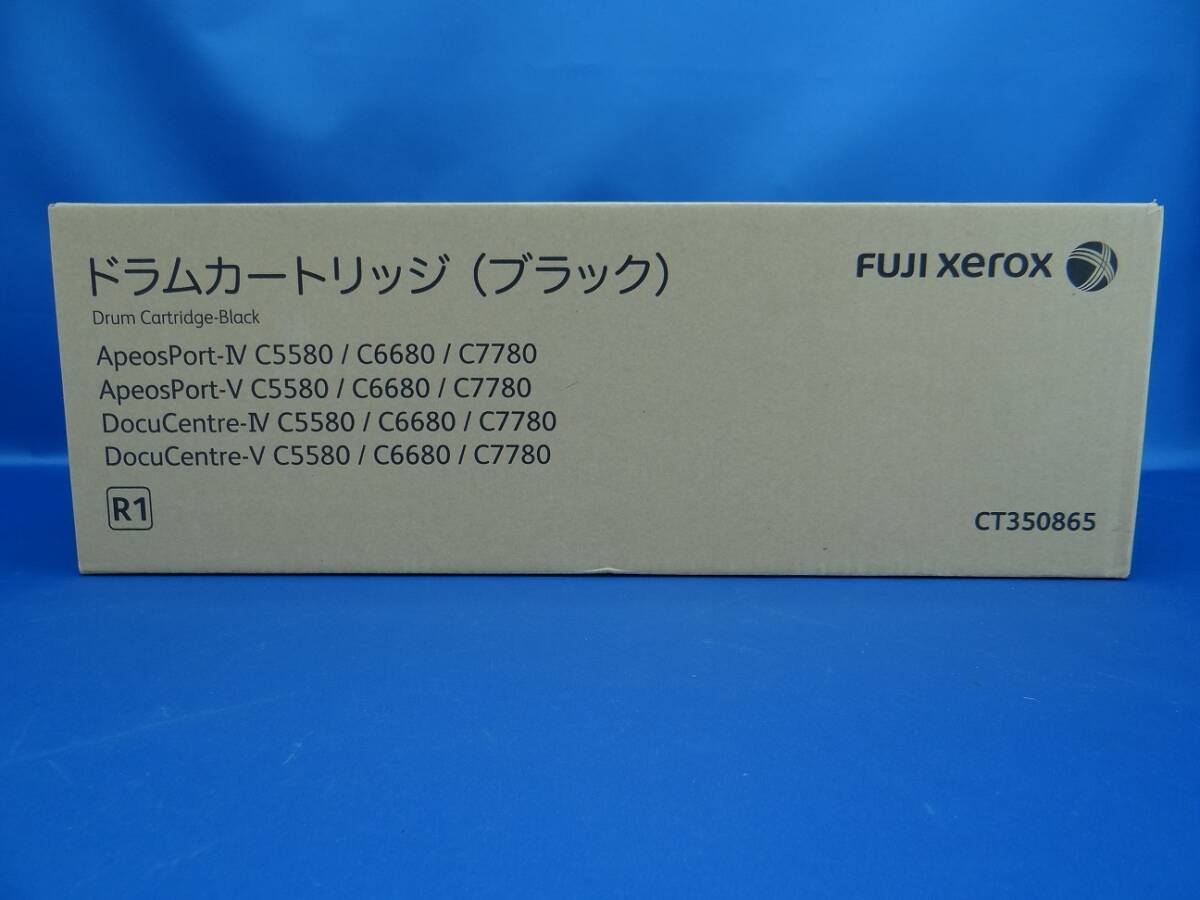 ドラムカートリッジ（ブラック）
Drum Cartridge-Black
FUJI xerox
ApeosPort-Ⅳ C5580 / C6680 / C7780
ApeosPort-V C5580 / C6680 / C7780
DocuCentre-Ⅳ C5580 / C6680 / C7780
DocuCentre-V C5580 / C6680 / C7780
R1
CT350865